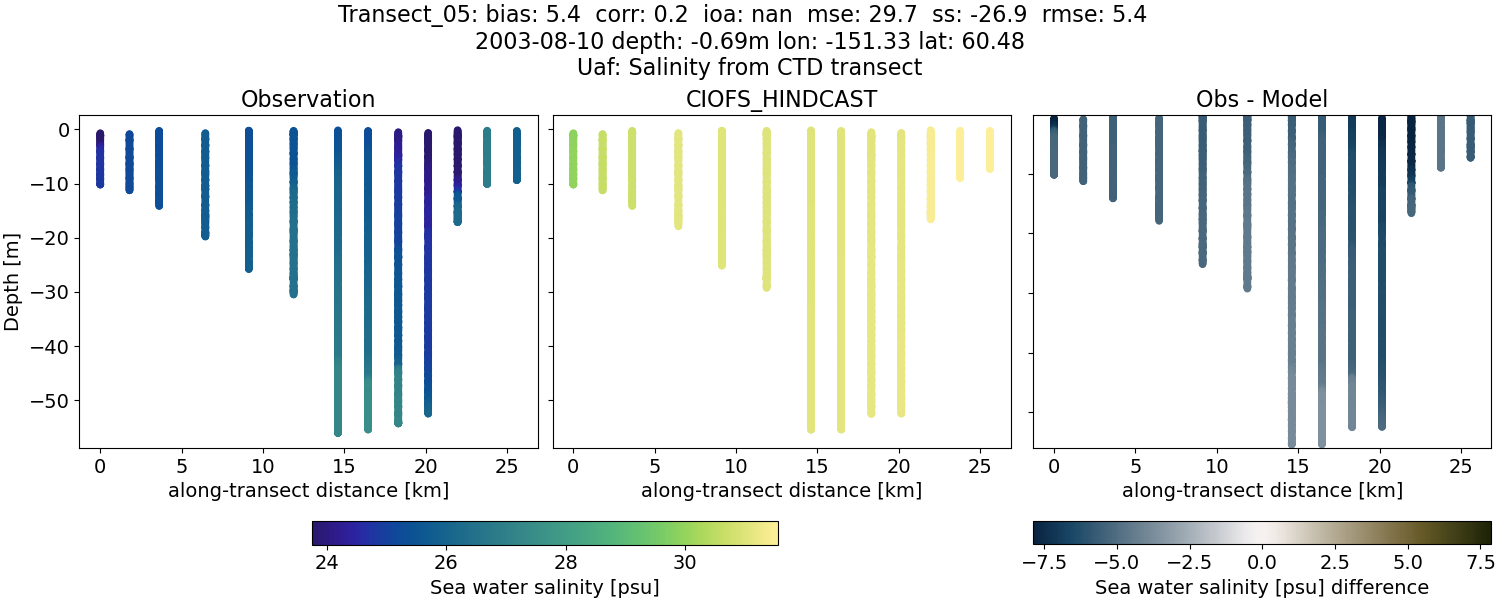 Transect_05: bias: 5.4  corr: 0.2  ioa: nan  mse: 29.7  ss: -26.9  rmse: 5.4
2003-08-10 depth: -0.69m lon: -151.33 lat: 60.48
Uaf: Salinity from CTD transect
Observation
CIOFS_HINDCAST
Obs - Model
Depth [m]
0
−10
−20
−30
−40
−50
0 5 10 15 20 25
0 5 10 15 20 25
0 5 10 15 20 25
along-transect distance [km]
along-transect distance [km]
along-transect distance [km]
24 26 28 30
Sea water salinity [psu]
−7.5 −5.0 −2.5 0.0 2.5 5.0 7.5
Sea water salinity [psu] difference